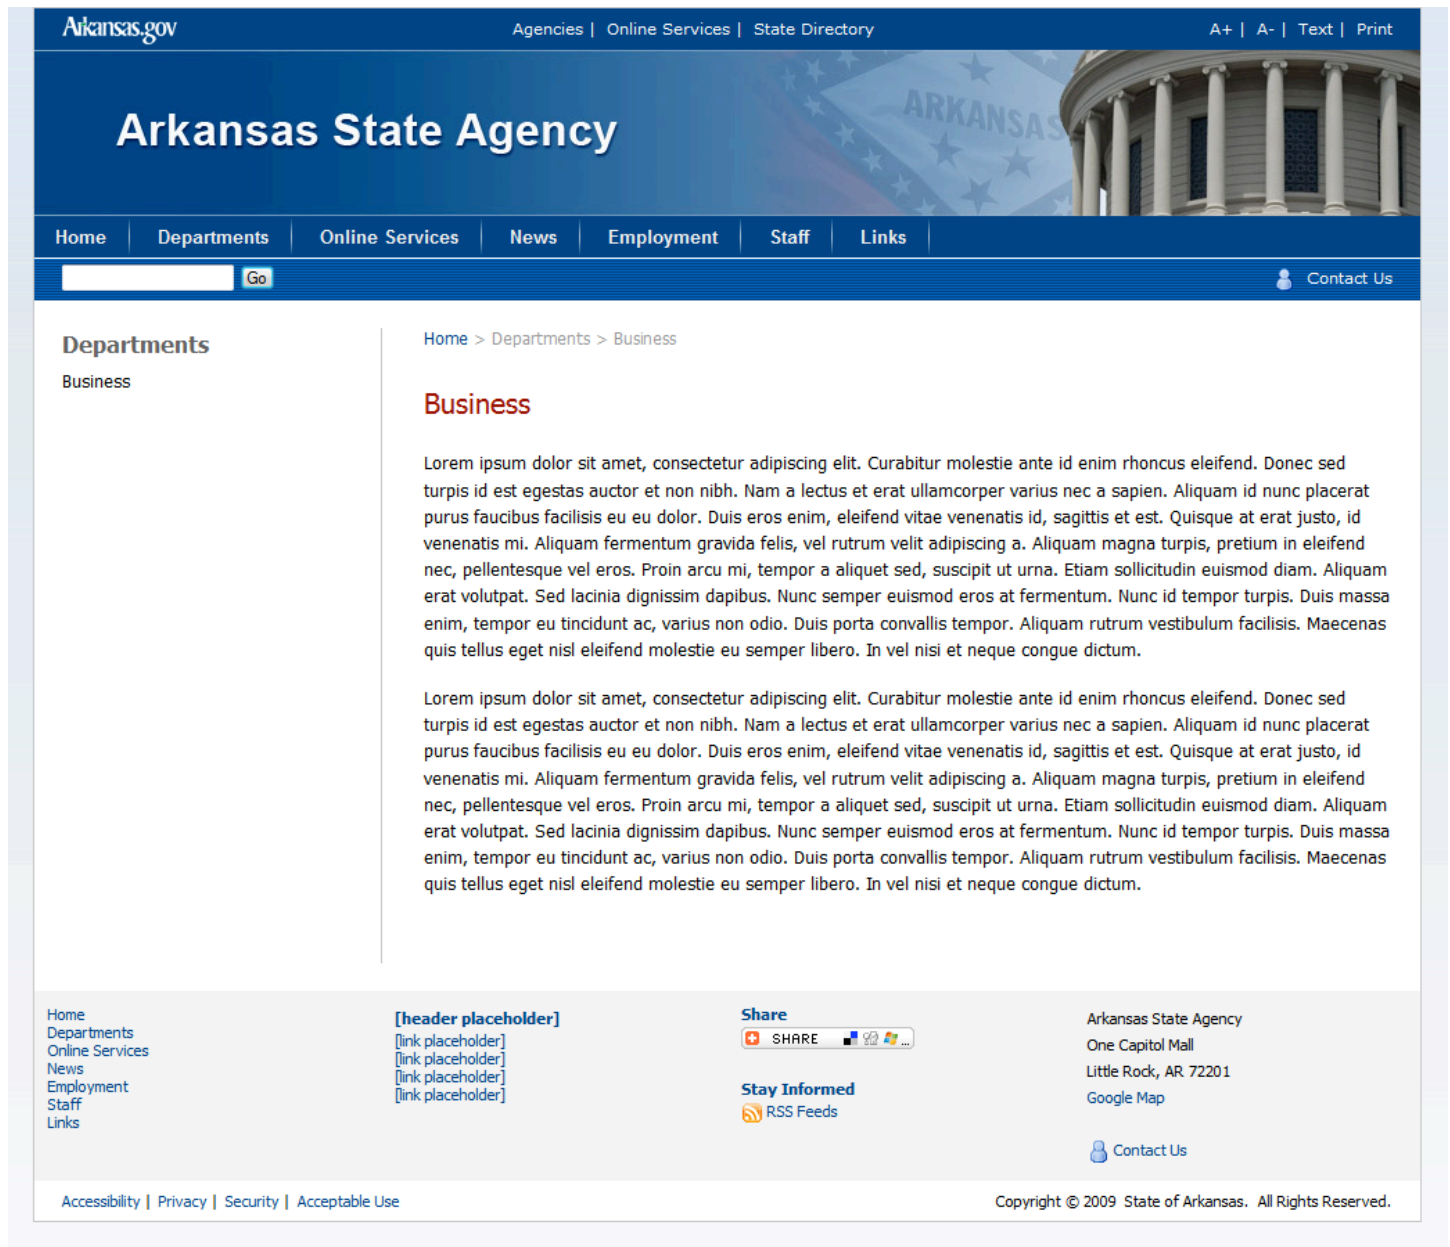 Arkansas.gov
Agencies | Online Services | State Directory
A+ | A- | Text | Print
ARKANSAS
Arkansas State Agency
Home Departments Online Services News Employment Staff Links
Go
Contact Us
Departments
Business
Home > Departments > Business
Business
Lorem ipsum dolor sit amet, consectetur adipiscing elit. Curabitur molestie ante id enim rhoncus eleifend. Donec sed
turpis id est egestas auctor et non nibh. Nam a lectus et erat ullamcorper varius nec a sapien. Aliquam id nunc placerat
purus faucibus facilisis eu eu dolor. Duis eros enim, eleifend vitae venenatis id, sagittis et est. Quisque at erat justo, id
venenatis mi. Aliquam fermentum gravida felis, vel rutrum velit adipiscing a. Aliquam magna turpis, pretium in eleifend
nec, pellentesque vel eros. Proin arcu mi, tempor a aliquet sed, suscipit ut urna. Etiam sollicitudin euismod diam. Aliquam
erat volutpat. Sed lacinia dignissim dapibus. Nunc semper euismod eros at fermentum. Nunc id tempor turpis. Duis massa
enim, tempor eu tincidunt ac, varius non odio. Duis porta convallis tempor. Aliquam rutrum vestibulum facilisis. Maecenas
quis tellus eget nisl eleifend molestie eu semper libero. In vel nisi et neque congue dictum.
Lorem ipsum dolor sit amet, consectetur adipiscing elit. Curabitur molestie ante id enim rhoncus eleifend. Donec sed
turpis id est egestas auctor et non nibh. Nam a lectus et erat ullamcorper varius nec a sapien. Aliquam id nunc placerat
purus faucibus facilisis eu eu dolor. Duis eros enim, eleifend vitae venenatis id, sagittis et est. Quisque at erat justo, id
venenatis mi. Aliquam fermentum gravida felis, vel rutrum velit adipiscing a. Aliquam magna turpis, pretium in eleifend
nec, pellentesque vel eros. Proin arcu mi, tempor a aliquet sed, suscipit ut urna. Etiam sollicitudin euismod diam. Aliquam
erat volutpat. Sed lacinia dignissim dapibus. Nunc semper euismod eros at fermentum. Nunc id tempor turpis. Duis massa
enim, tempor eu tincidunt ac, varius non odio. Duis porta convallis tempor. Aliquam rutrum vestibulum facilisis. Maecenas
quis tellus eget nisl eleifend molestie eu semper libero. In vel nisi et neque congue dictum.
Home
Departments
Online Services
News
Employment
Staff
Links
[header placeholder]
[link placeholder]
[link placeholder]
[link placeholder]
[link placeholder]
Share
SHARE ...
Stay Informed
RSS Feeds
Arkansas State Agency
One Capitol Mall
Little Rock, AR 72201
Google Map
Contact Us
Accessibility | Privacy | Security | Acceptable Use
Copyright © 2009 State of Arkansas. All Rights Reserved.